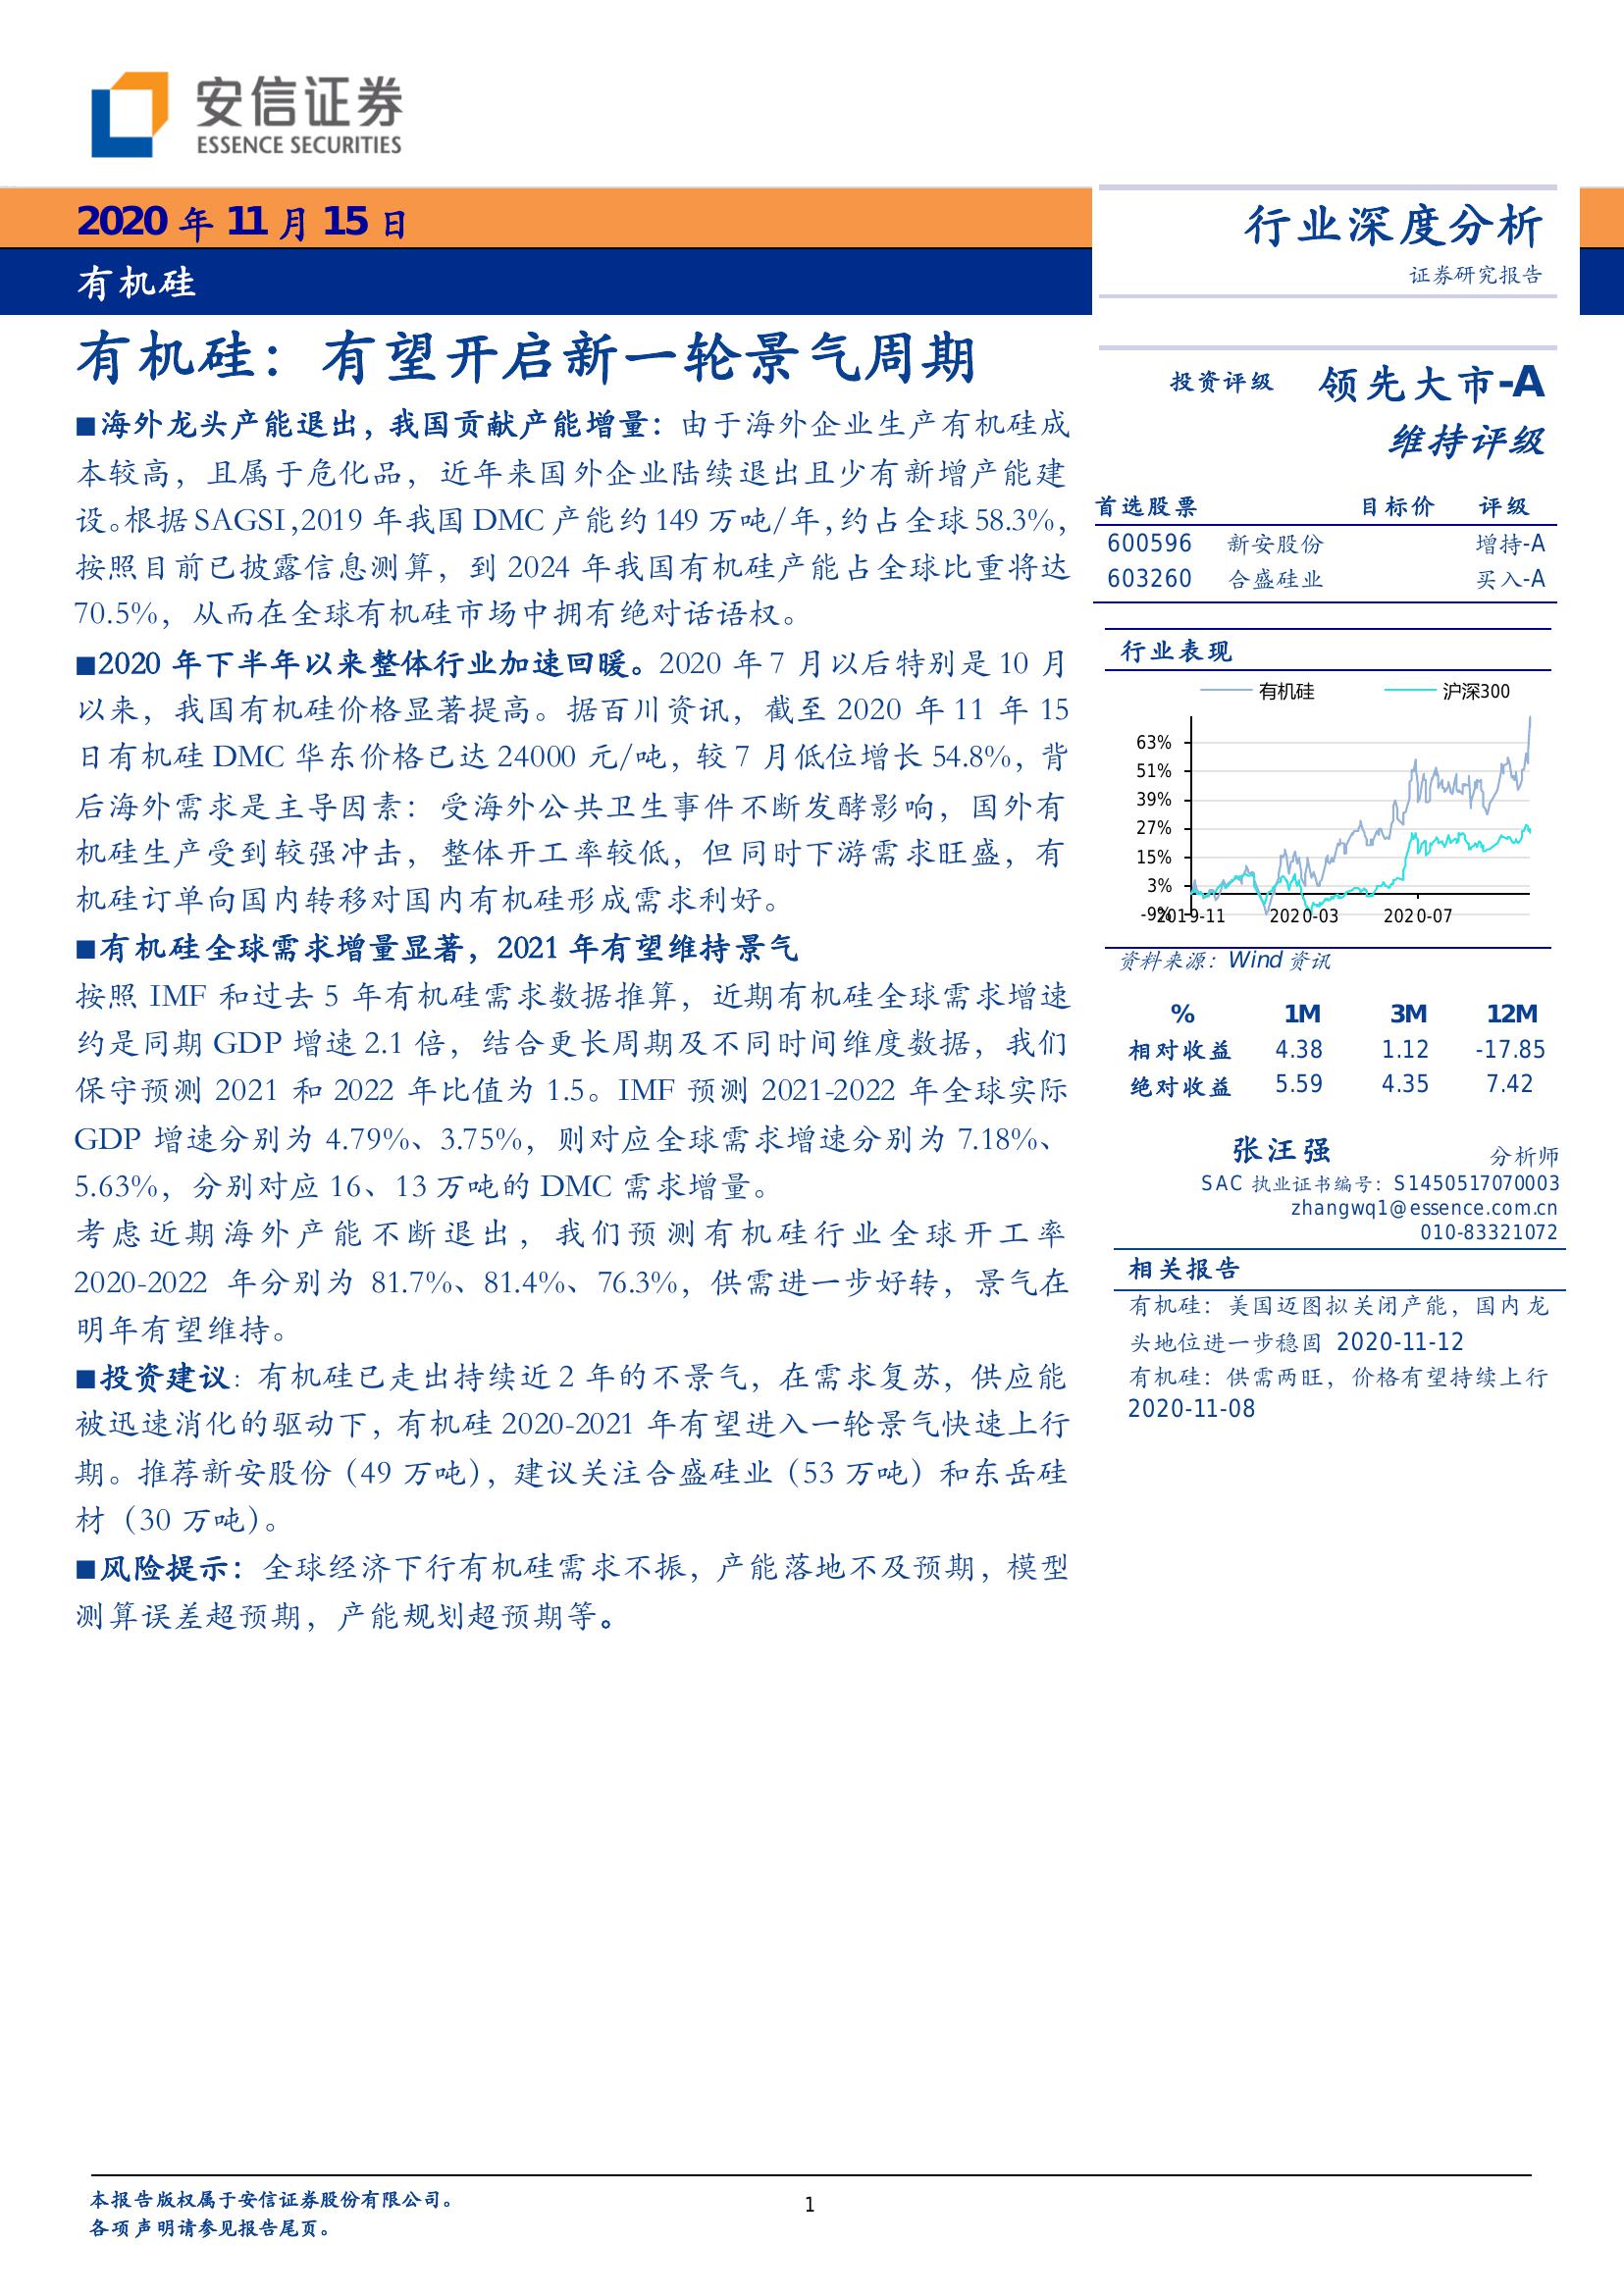 安信证券
ESSENCE SECURITIES
2020 年 11 月 15 日
有机硅
行业深度分析
证券研究报告
有机硅：有望开启新一轮景气周期
■海外龙头产能退出，我国贡献产能增量：由于海外企业生产有机硅成
本较高，且属于危化品，近年来国外企业陆续退出且少有新增产能建
设。根据 SAGSI，2019 年我国 DMC 产能约 149 万吨/年，约占全球 58.3%，
按照目前已披露信息测算，到 2024 年我国有机硅产能占全球比重将达
70.5%，从而在全球有机硅市场中拥有绝对话语权。
■2020 年下半年以来整体行业加速回暖。2020 年 7 月以后特别是 10 月
以来，我国有机硅价格显著提高。据百川资讯，截至 2020 年 11 年 15
日有机硅 DMC 华东价格已达 24000 元/吨，较 7 月低位增长 54.8%，背
后海外需求是主导因素：受海外公共卫生事件不断发酵影响，国外有
机硅生产受到较强冲击，整体开工率较低，但同时下游需求旺盛，有
机硅订单向国内转移对国内有机硅形成需求利好。
■有机硅全球需求增量显著，2021 年有望维持景气
按照 IMF 和过去 5 年有机硅需求数据推算，近期有机硅全球需求增速
约是同期 GDP 增速 2.1 倍，结合更长周期及不同时间维度数据，我们
保守预测 2021 和 2022 年比值为 1.5。IMF 预测 2021-2022 年全球实际
GDP 增速分别为 4.79%、3.75%，则对应全球需求增速分别为 7.18%、
5.63%，分别对应 16、13 万吨的 DMC 需求增量。
考虑近期海外产能不断退出，我们预测有机硅行业全球开工率
2020-2022 年分别为 81.7%、81.4%、76.3%，供需进一步好转，景气在
明年有望维持。
■投资建议：有机硅已走出持续近 2 年的不景气，在需求复苏，供应能
被迅速消化的驱动下，有机硅 2020-2021 年有望进入一轮景气快速上行
期。推荐新安股份（49 万吨），建议关注合盛硅业（53 万吨）和东岳硅
材（30 万吨）。
■风险提示：全球经济下行有机硅需求不振，产能落地不及预期，模型
测算误差超预期，产能规划超预期等。
投资评级 领先大市-A
维持评级
首选股票 目标价 评级
600596 新安股份 增持-A
603260 合盛硅业 买入-A
行业表现
有机硅 沪深300
63%
51%
39%
27%
15%
3%
-9%
2019-11 2020-03 2020-07
资料来源：Wind 资讯
% 1M 3M 12M
相对收益 4.38 1.12 -17.85
绝对收益 5.59 4.35 7.42
张汪强 分析师
SAC 执业证书编号：S1450517070003
zhangwq1@essence.com.cn
010-83321072
相关报告
有机硅：美国迈图拟关闭产能，国内龙
头地位进一步稳固 2020-11-12
有机硅：供需两旺，价格有望持续上行
2020-11-08
本报告版权属于安信证券股份有限公司。
各项声明请参见报告尾页。
1